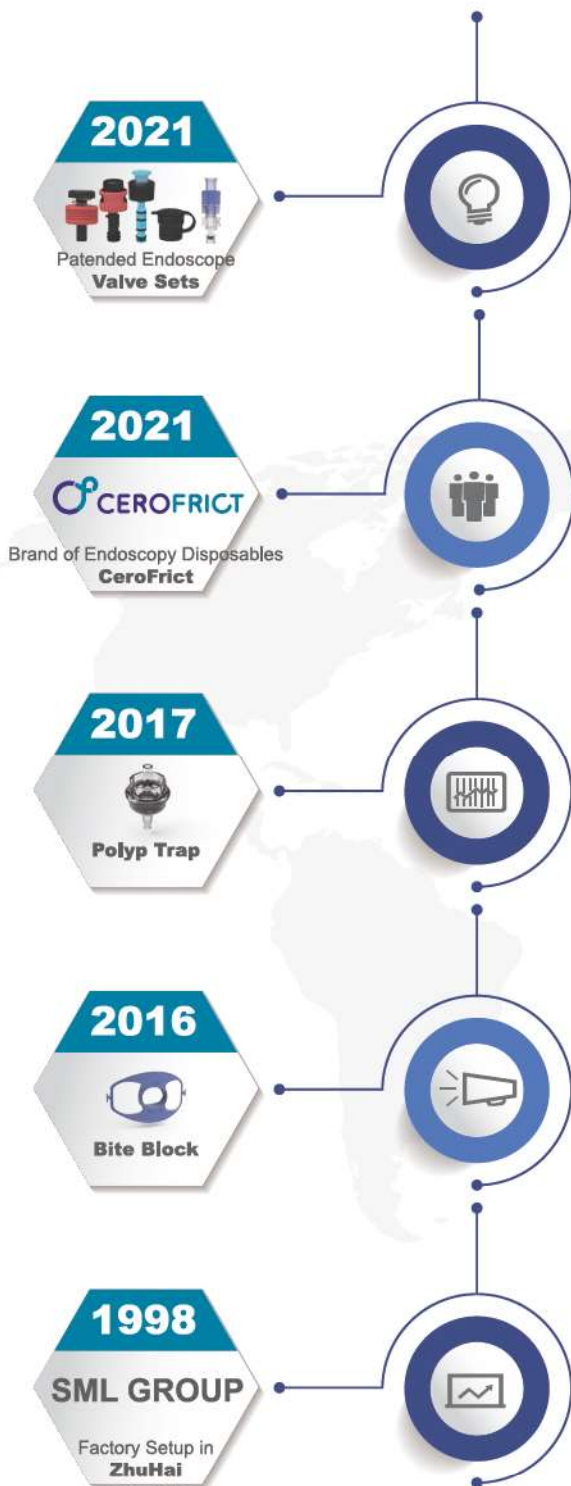 2021
Patended Endoscope
Valve Sets
2021
CEROFRICT
Brand of Endoscopy Disposables
CeroFrict
2017
Polyp Trap
2016
Bite Block
1998
SML GROUP
Factory Setup in
ZhuHai